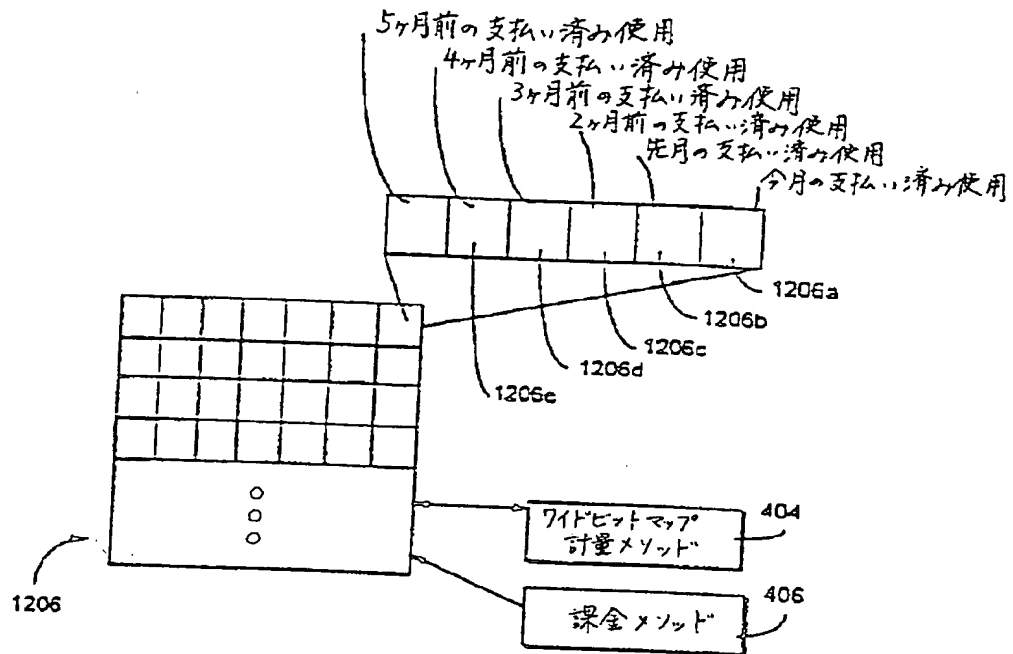 5ヶ月前の支払い済み使用
4ヶ月前の支払い済み使用
3ヶ月前の支払い済み使用
2ヶ月前の支払い済み使用
先月の支払い済み使用
今月の支払い済み使用
1206a
1206b
1206c
1206d
1206e
ワイドビットマップ
計量メソッド
404
課金メソッド
406
1206